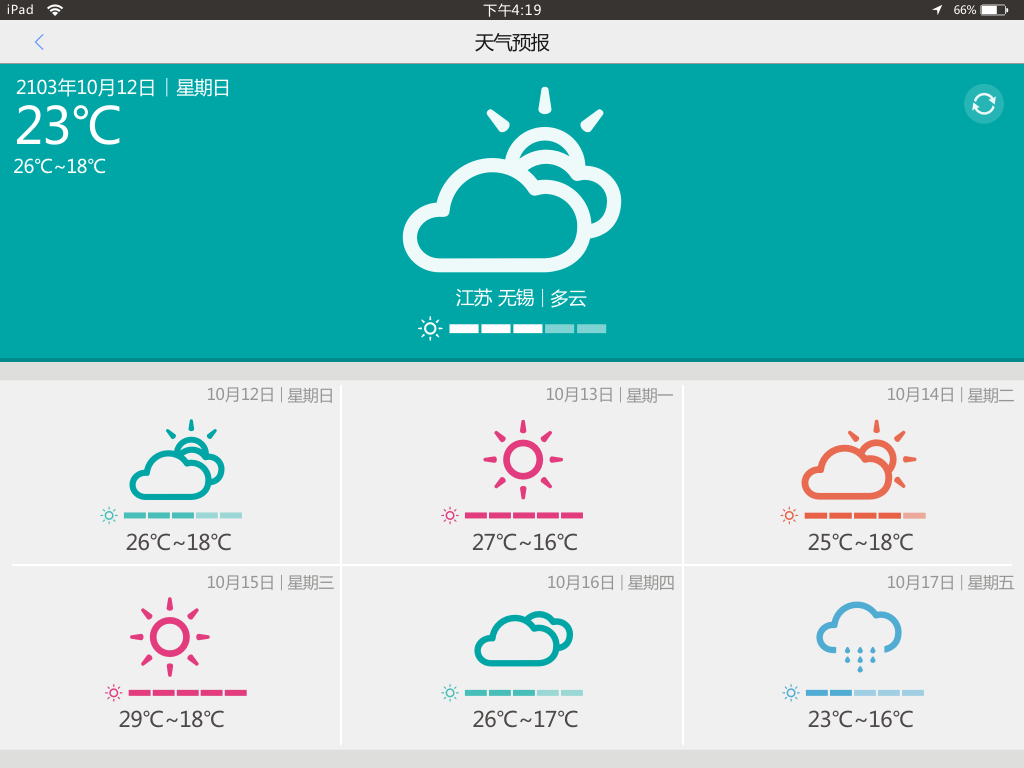 iPad 下午4:19 66%
天气预报
2103年10月12日 | 星期日
23℃
26℃~18℃
江苏 无锡 | 多云
10月12日 | 星期日
26℃~18℃
10月13日 | 星期一
27℃~16℃
10月14日 | 星期二
25℃~18℃
10月15日 | 星期三
29℃~18℃
10月16日 | 星期四
26℃~17℃
10月17日 | 星期五
23℃~16℃